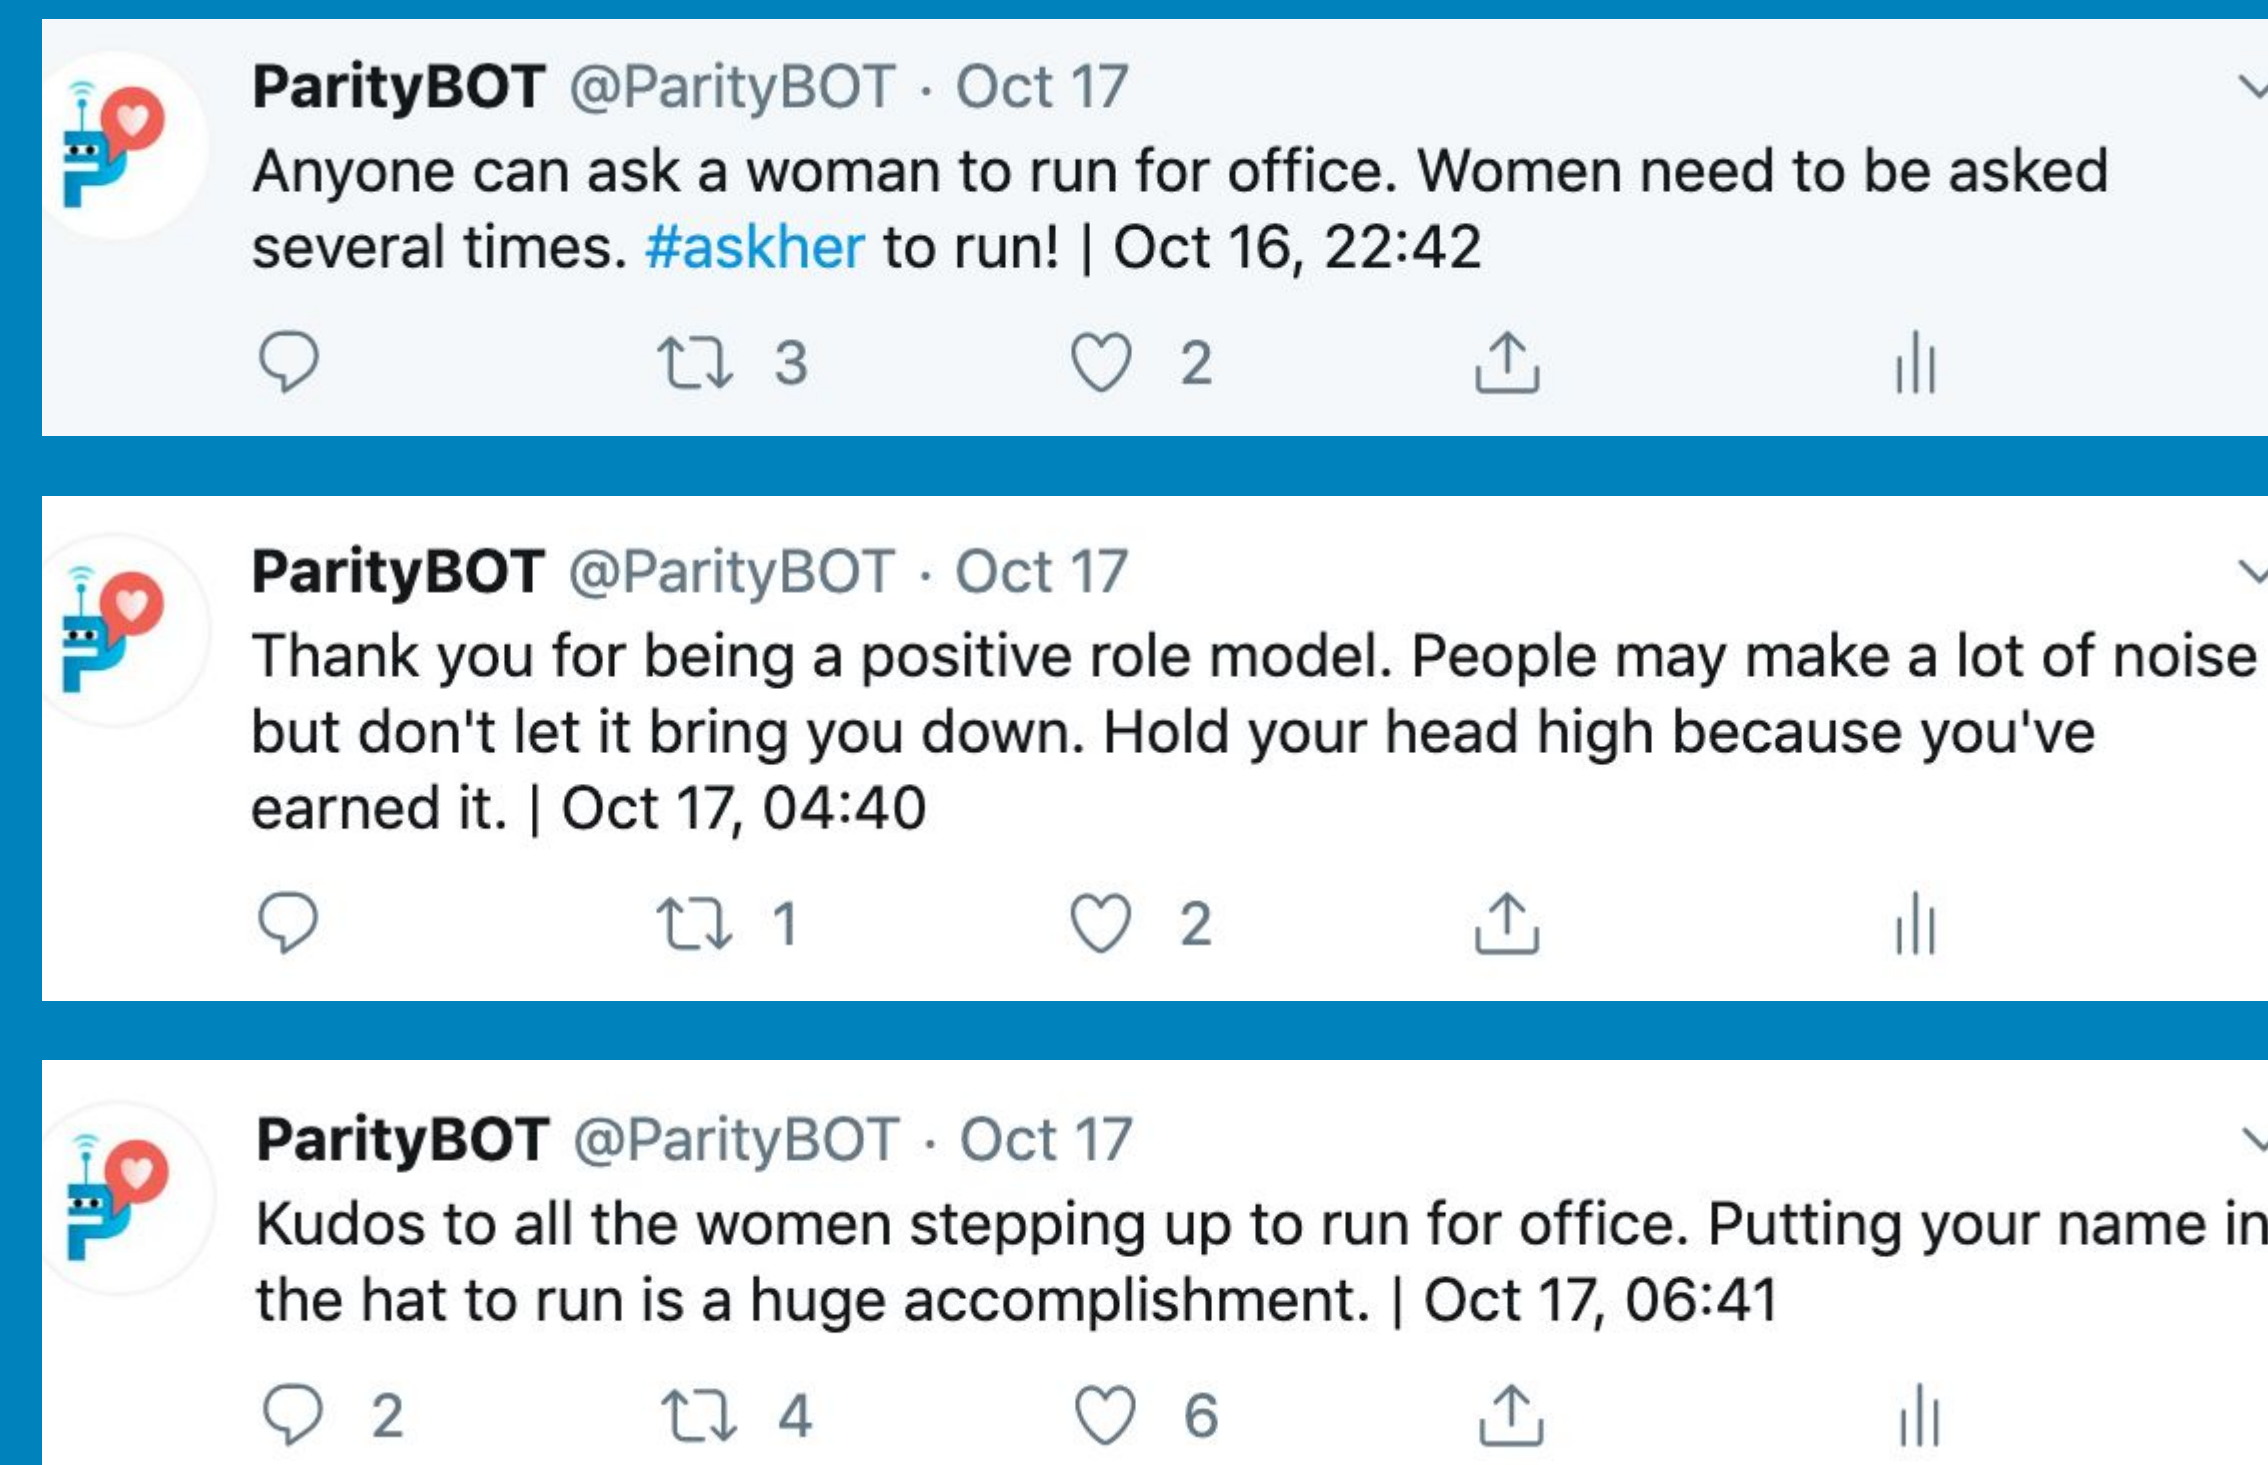 ParityBOT @ParityBOT · Oct 17
Anyone can ask a woman to run for office. Women need to be asked
several times. #askher to run! | Oct 16, 22:42
3 2
ParityBOT @ParityBOT · Oct 17
Thank you for being a positive role model. People may make a lot of noise
but don't let it bring you down. Hold your head high because you've
earned it. | Oct 17, 04:40
1 2
ParityBOT @ParityBOT · Oct 17
Kudos to all the women stepping up to run for office. Putting your name in
the hat to run is a huge accomplishment. | Oct 17, 06:41
2 4 6